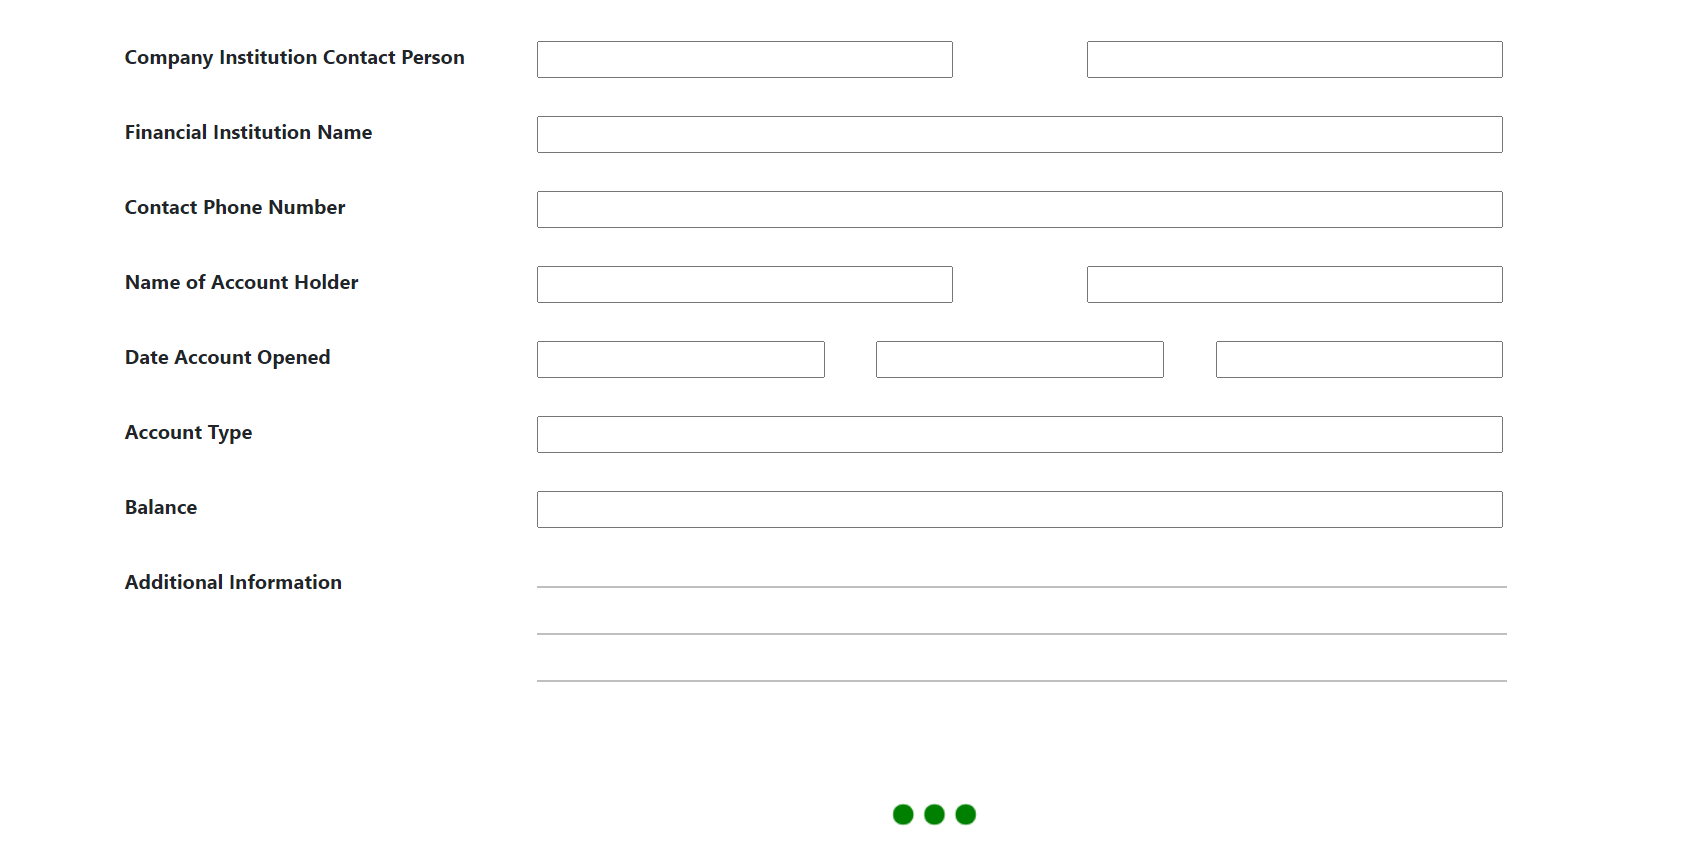 Company Institution Contact Person
Financial Institution Name
Contact Phone Number
Name of Account Holder
Date Account Opened
Account Type
Balance
Additional Information